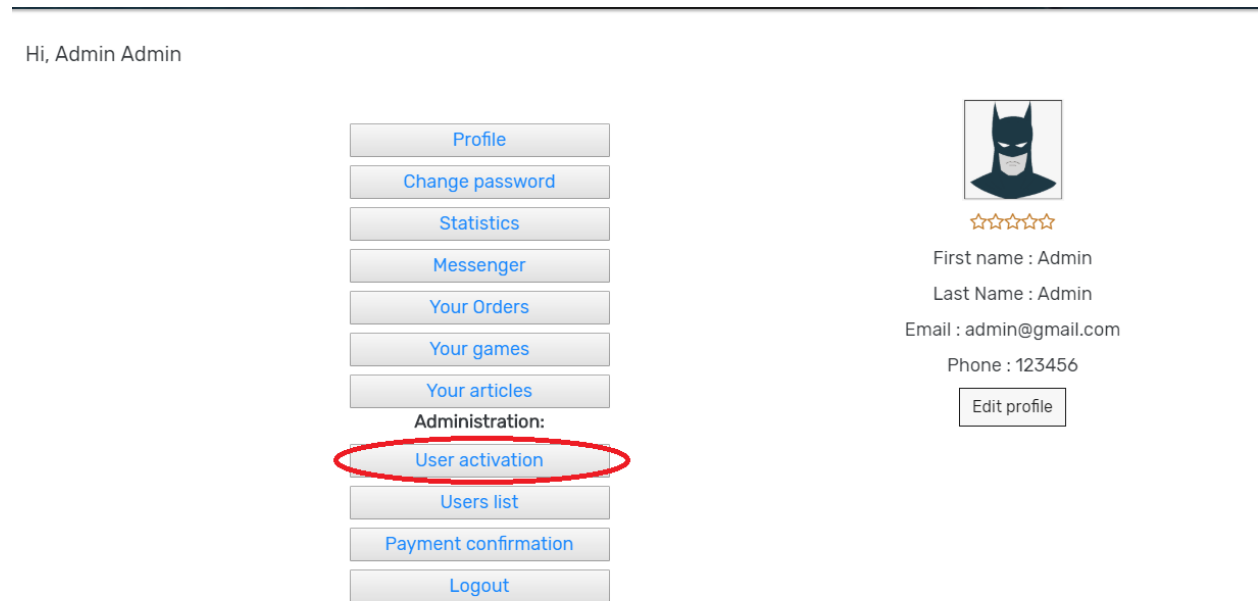 Hi, Admin Admin
Profile
Change password
Statistics
Messenger
Your Orders
Your games
Your articles
Administration:
User activation
Users list
Payment confirmation
Logout
First name : Admin
Last Name : Admin
Email : admin@gmail.com
Phone : 123456
Edit profile